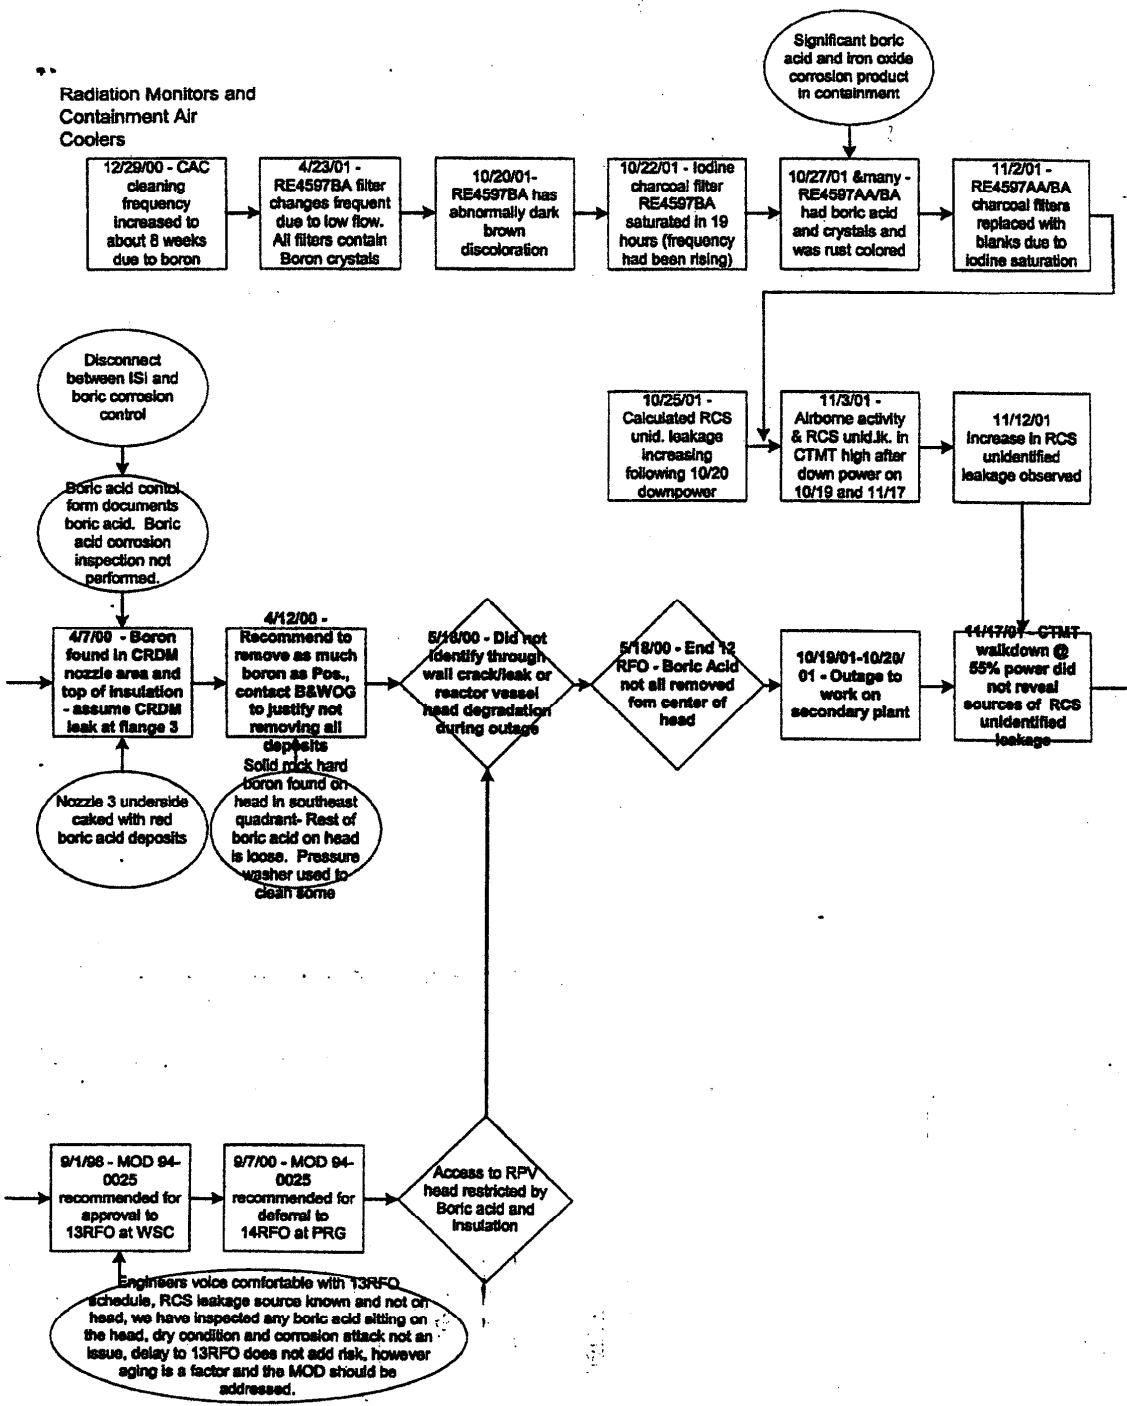 Significant boric
acid and iron oxide
corrosion product
in containment
Radiation Monitors and
Containment Air
Coolers
12/29/00 - CAC
cleaning
frequency
increased to
about 8 weeks
due to boron
4/23/01 -
RE4597BA filter
changes frequent
due to low flow.
All filters contain
Boron crystals
10/20/01-
RE4597BA has
abnormally dark
brown
discoloration
10/22/01 - Iodine
charcoal filter
RE4597BA
saturated in 19
hours (frequency
had been rising)
10/27/01 &many -
RE4597AA/BA
had boric acid
and crystals and
was rust colored
11/2/01 -
RE4597AA/BA
charcoal filters
replaced with
blanks due to
iodine saturation
Disconnect
between ISI and
boric corrosion
control
10/25/01 -
Calculated RCS
unid. leakage
increasing
following 10/20
downpower
11/3/01 -
Airborne activity
& RCS unid.lk. in
CTMT high after
down power on
10/19 and 11/17
11/12/01
Increase in RCS
unidentified
leakage observed
Boric acid contol
form documents
boric acid. Boric
acid corrosion
inspection not
performed.
4/7/00 - Boron
found in CRDM
nozzle area and
top of insulation
- assume CRDM
leak at flange 3
4/12/00 -
Recommend to
remove as much
boron as Pos.,
contact B&WOG
to justify not
removing all
deposits
5/18/00 - Did not
identify through
wall crack/leak or
reactor vessel
head degradation
during outage
5/18/00 - End 12
RFO - Boric Acid
not all removed
fom center of
head
10/19/01-10/20/
01 - Outage to
work on
secondary plant
11/17/01 - CTMT
walkdown @
55% power did
not reveal
sources of RCS
unidentified
leakage
Nozzle 3 underside
caked with red
boric acid deposits
Solid rock hard
boron found on
head in southeast
quadrant- Rest of
boric acid on head
is loose. Pressure
washer used to
clean some
9/1/98 - MOD 94-
0025
recommended for
approval to
13RFO at WSC
9/7/00 - MOD 94-
0025
recommended for
deferral to
14RFO at PRG
Access to RPV
head restricted by
Boric acid and
Insulation
Engineers voice comfortable with 13RFO
schedule, RCS leakage source known and not on
head, we have inspected any boric acid sitting on
the head, dry condition and corrosion attack not an
issue, delay to 13RFO does not add risk, however
aging is a factor and the MOD should be
addressed.